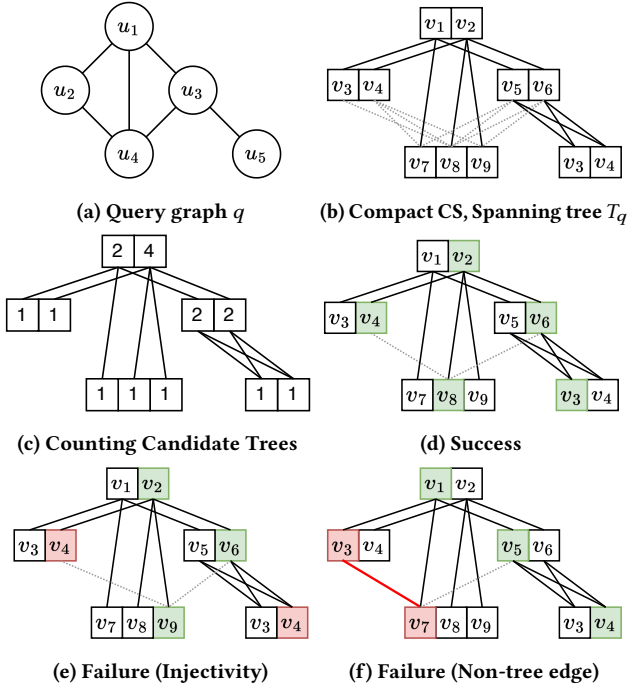 u₁
u₂ u₃
u₄ u₅
(a) Query graph q
v₁ v₂
v₃ v₄ v₅ v₆
v₇ v₈ v₉ v₃ v₄
(b) Compact CS, Spanning tree T_q
2 4
1 1 2 2
1 1 1 1 1
(c) Counting Candidate Trees
v₁ v₂
v₃ v₄ v₅ v₆
v₇ v₈ v₉ v₃ v₄
(d) Success
v₁ v₂
v₃ v₄ v₅ v₆
v₇ v₈ v₉ v₃ v₄
(e) Failure (Injectivity)
v₁ v₂
v₃ v₄ v₅ v₆
v₇ v₈ v₉ v₃ v₄
(f) Failure (Non-tree edge)